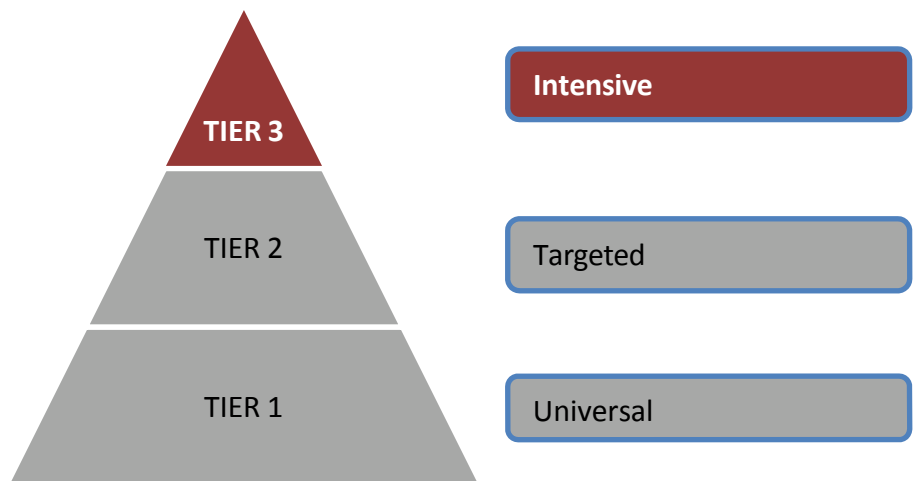 TIER 3
Intensive
TIER 2
Targeted
TIER 1
Universal